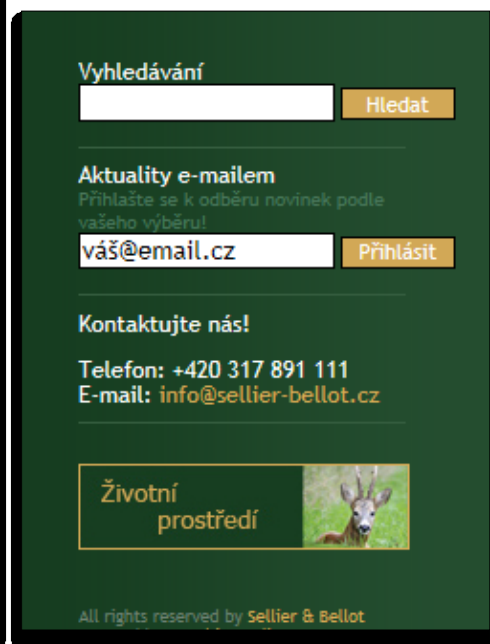 Vyhledávání
Hledat
Aktuality e-mailem
Přihlašte se k odběru novinek podle
vašeho výběru!
váš@email.cz
Přihlásit
Kontaktujte nás!
Telefon: +420 317 891 111
E-mail: info@sellier-bellot.cz
Životní
prostředí
All rights reserved by Sellier & Bellot